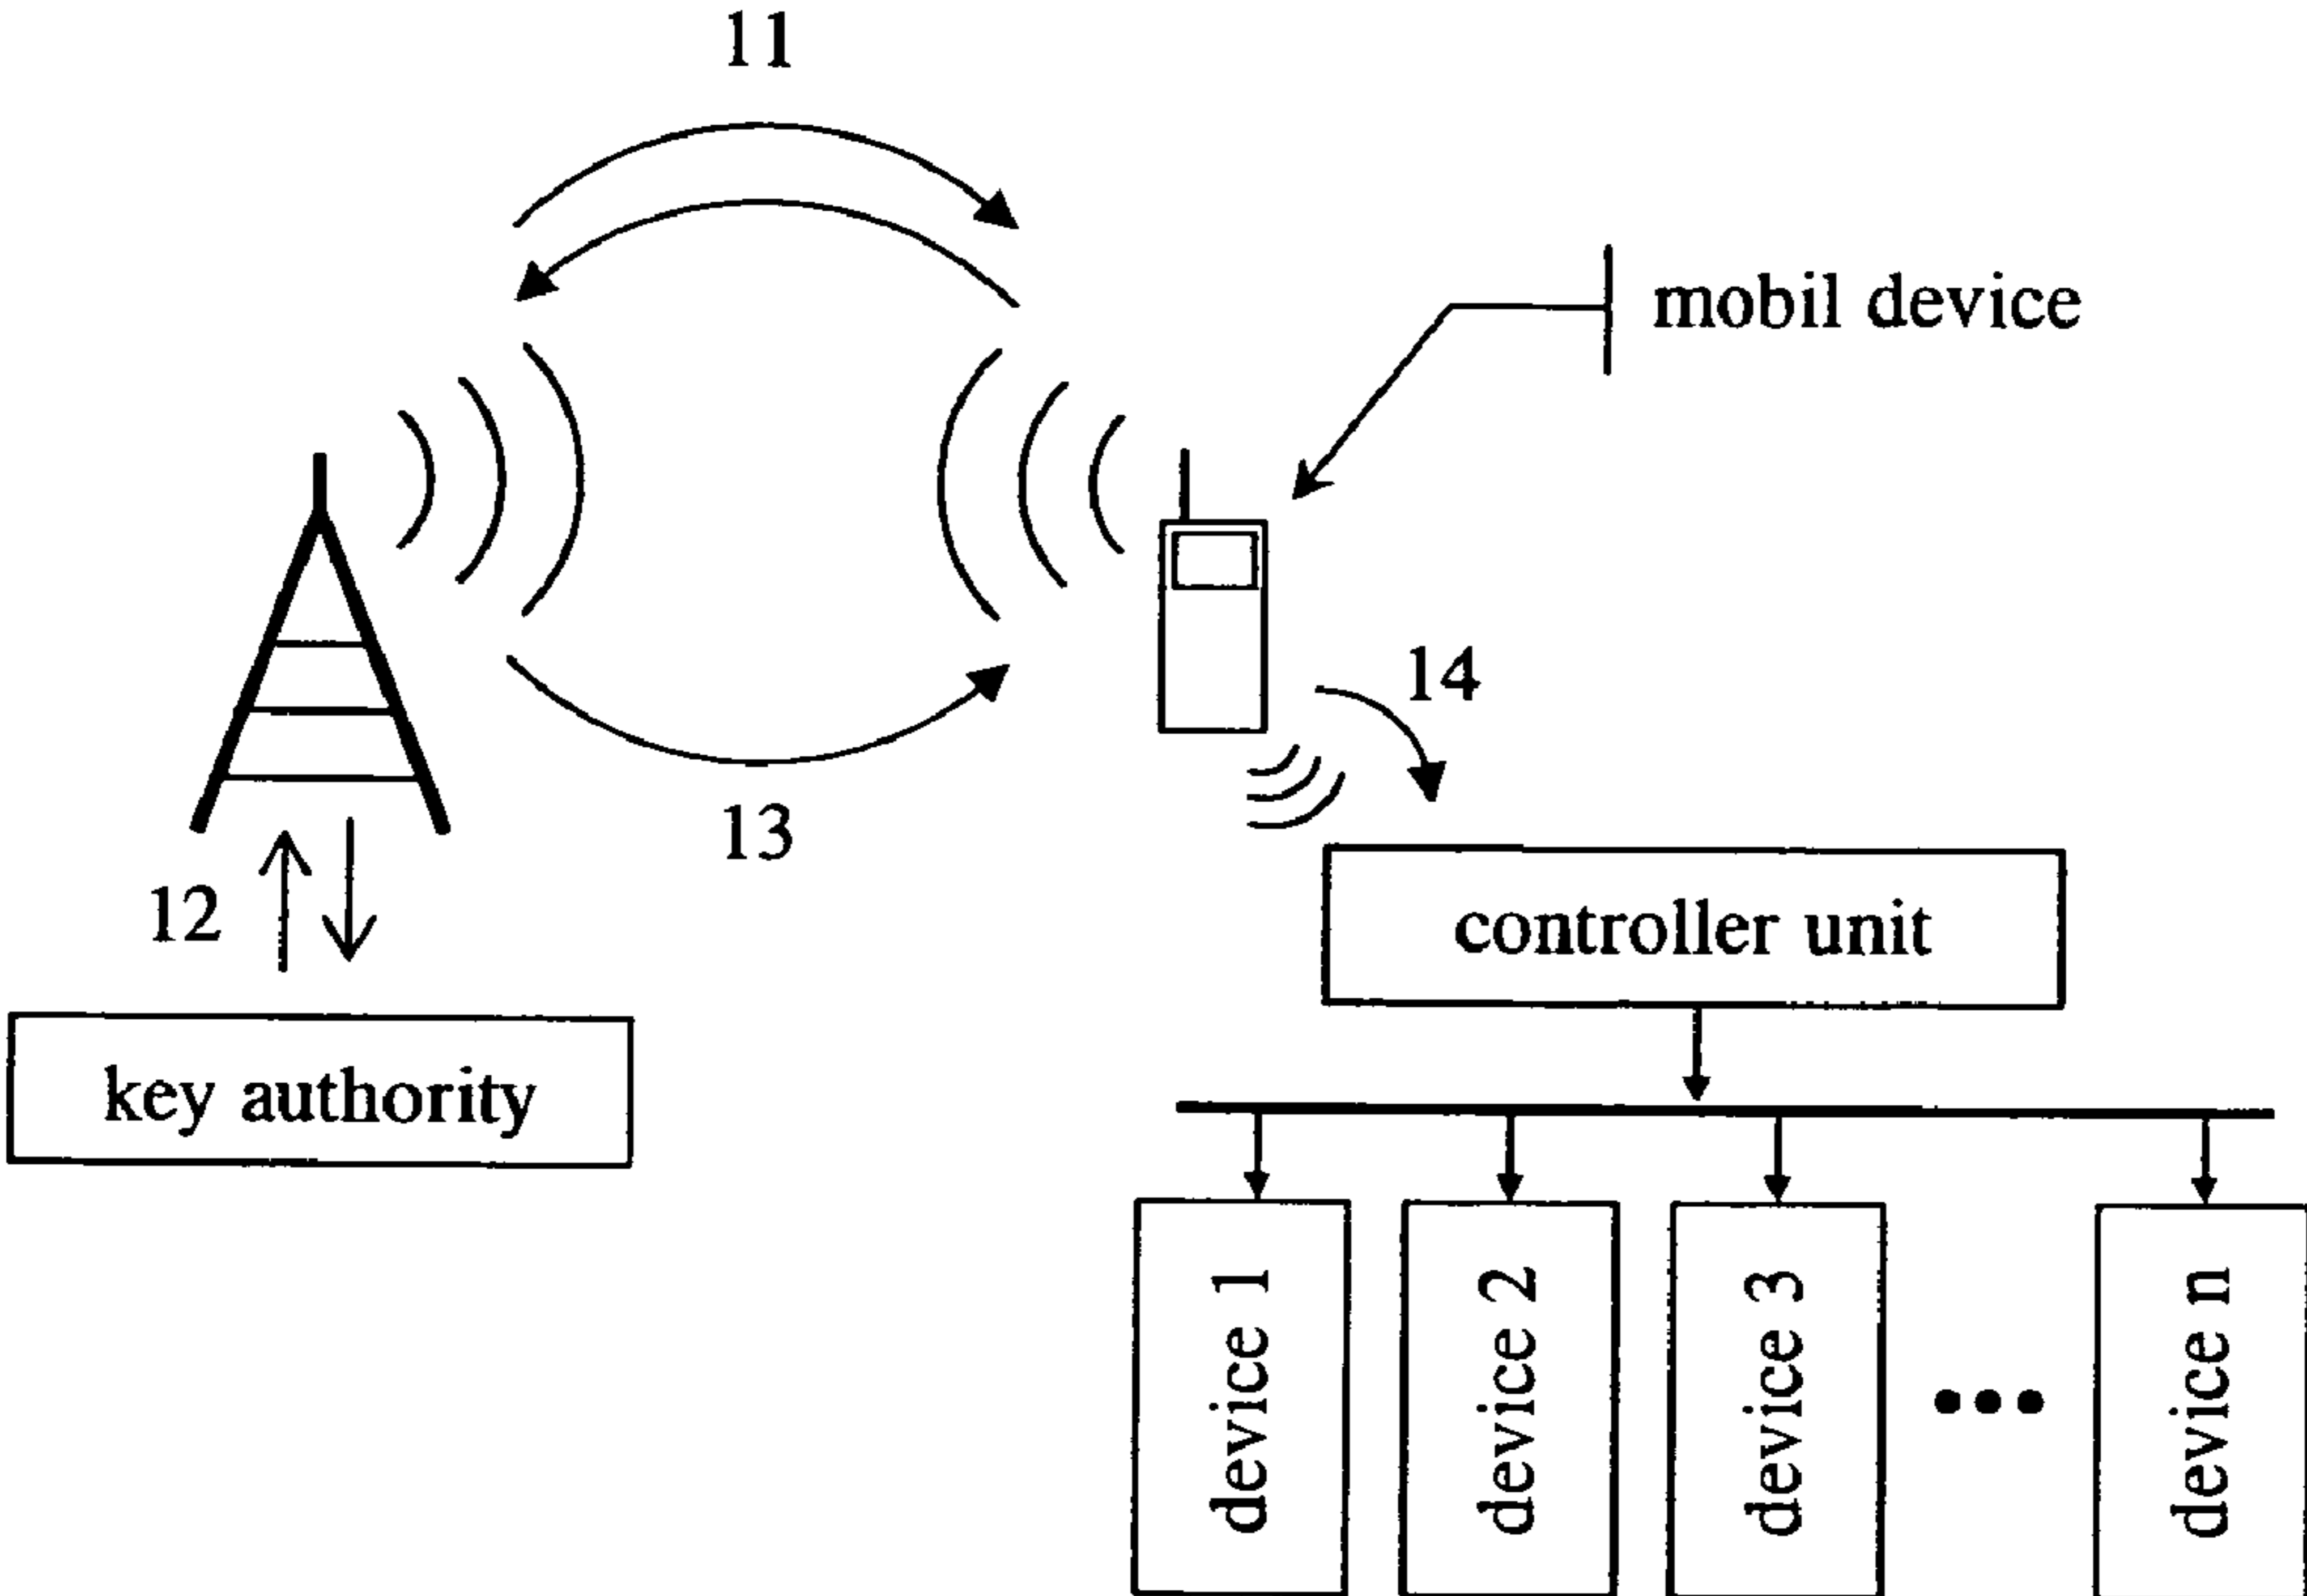 11
mobil device
14
13
12
controller unit
key authority
device 1
device 2
device 3
device n